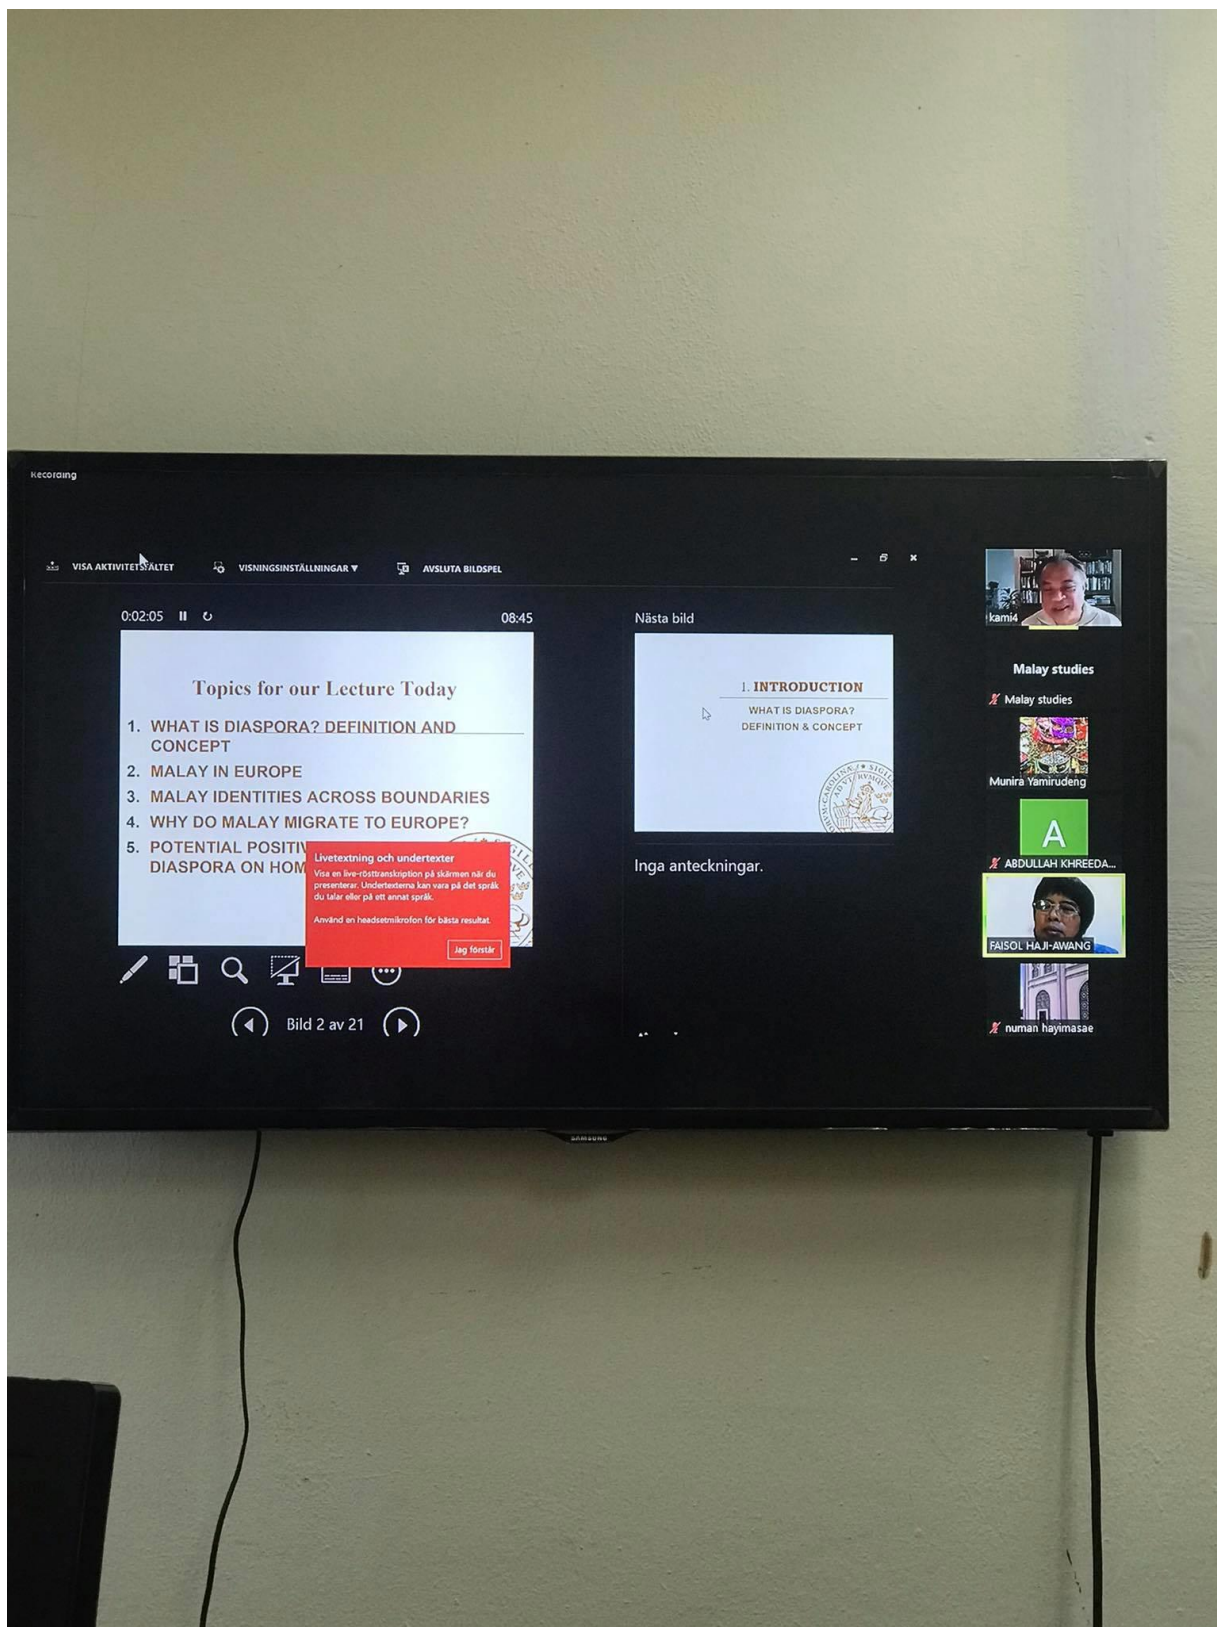 Recording
VISA AKTIVITETSFÄLTET
VISNINGSINSTÄLLNINGAR ▼
AVSLUTA BILDSPEL
0:02:05
08:45
Topics for our Lecture Today
1. WHAT IS DIASPORA? DEFINITION AND
CONCEPT
2. MALAY IN EUROPE
3. MALAY IDENTITIES ACROSS BOUNDARIES
4. WHY DO MALAY MIGRATE TO EUROPE?
5. POTENTIAL POSITIV
DIASPORA ON HOM
Livetextning och undertexter
Visa en live-rösttranskription på skärmen när du
presenterar. Undertexterna kan vara på det språk
du talar eller på ett annat språk.
Använd en headsetmikrofon för bästa resultat.
Jag förstår
Bild 2 av 21
Nästa bild
1. INTRODUCTION
WHAT IS DIASPORA?
DEFINITION & CONCEPT
Inga anteckningar.
kami4
Malay studies
Malay studies
Munira Yamirudeng
A
ABDULLAH KHREEDA...
FAISOL HAJI-AWANG
numan hayimasae
SAMSUNG